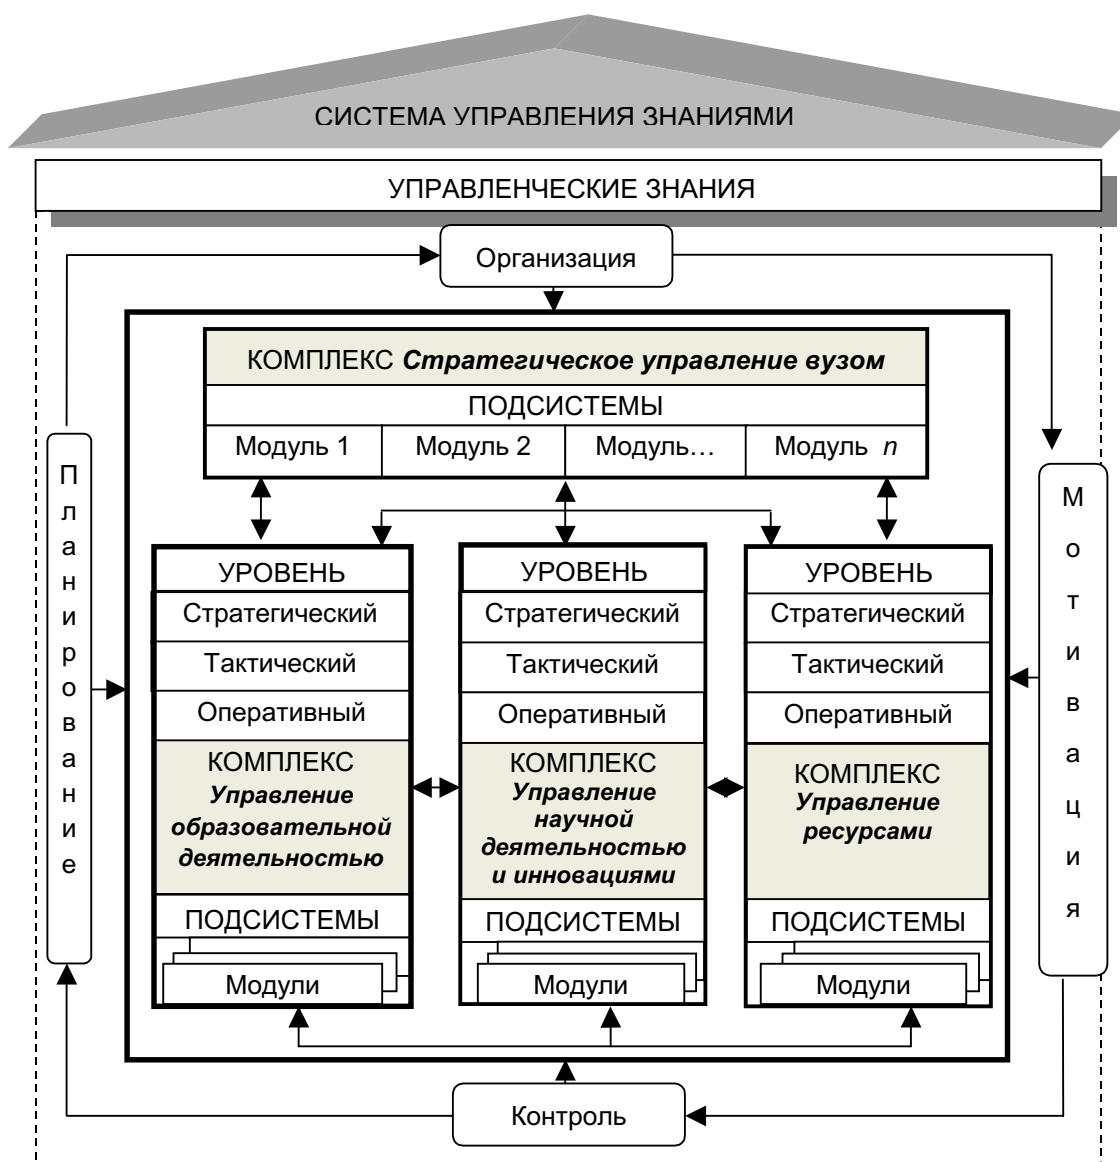 СИСТЕМА УПРАВЛЕНИЯ ЗНАНИЯМИ
УПРАВЛЕНЧЕСКИЕ ЗНАНИЯ
Организация
КОМПЛЕКС Стратегическое управление вузом
ПОДСИСТЕМЫ
Модуль 1
Модуль 2
Модуль…
Модуль n
Планирование
Мотивация
УРОВЕНЬ
Стратегический
Тактический
Оперативный
КОМПЛЕКС
Управление
образовательной
деятельностью
ПОДСИСТЕМЫ
Модули
УРОВЕНЬ
Стратегический
Тактический
Оперативный
КОМПЛЕКС
Управление
научной
деятельностью
и инновациями
ПОДСИСТЕМЫ
Модули
УРОВЕНЬ
Стратегический
Тактический
Оперативный
КОМПЛЕКС
Управление
ресурсами
ПОДСИСТЕМЫ
Модули
Контроль